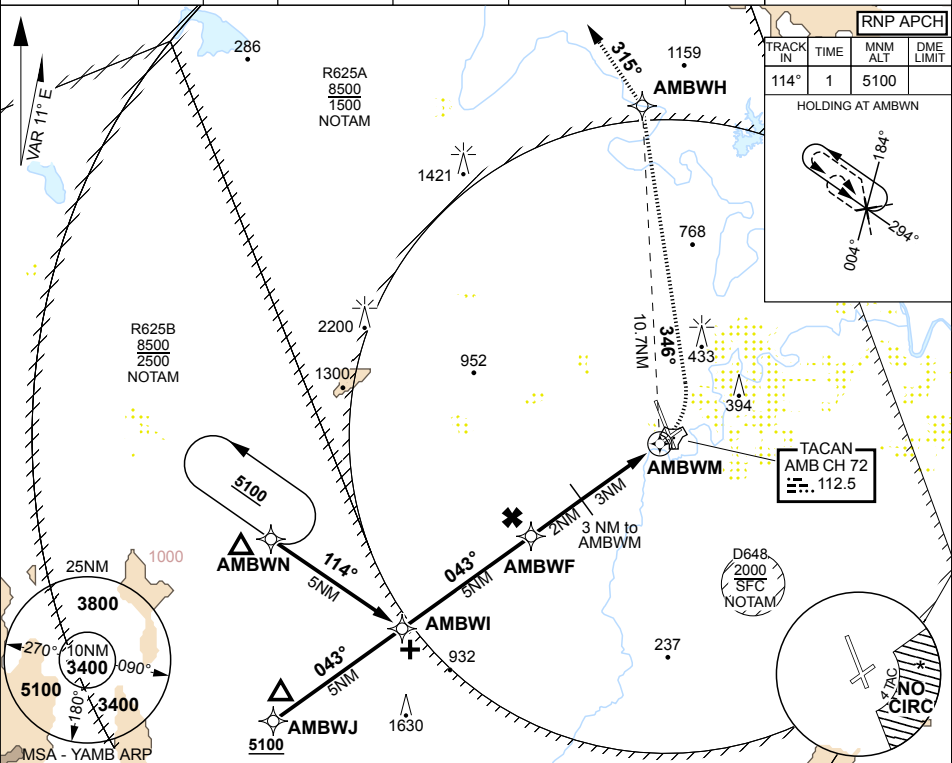 RNP APCH
TRACK IN
TIME
MNM ALT
DME LIMIT
114°
1
5100
HOLDING AT AMBWN
184°
294°
004°
VAR 11° E
286
R625A
8500
1500
NOTAM
315°
1159
AMBWH
1421
768
2200
R625B
8500
2500
NOTAM
1300
952
10.7NM
346°
433
394
AMBWM
TACAN
AMB CH 72
112.5
5100
3NM
2NM
3 NM to
AMBWM
AMBWN
114°
5NM
043°
5NM
AMBWF
D648
2000
SFC
NOTAM
1000
25NM
3800
270°
10NM
3400
090°
5100
180°
3400
MSA - YAMB ARP
AMBWI
043°
5NM
932
237
AMBWJ
5100
1630
4 TAC
*
NO
CIRC